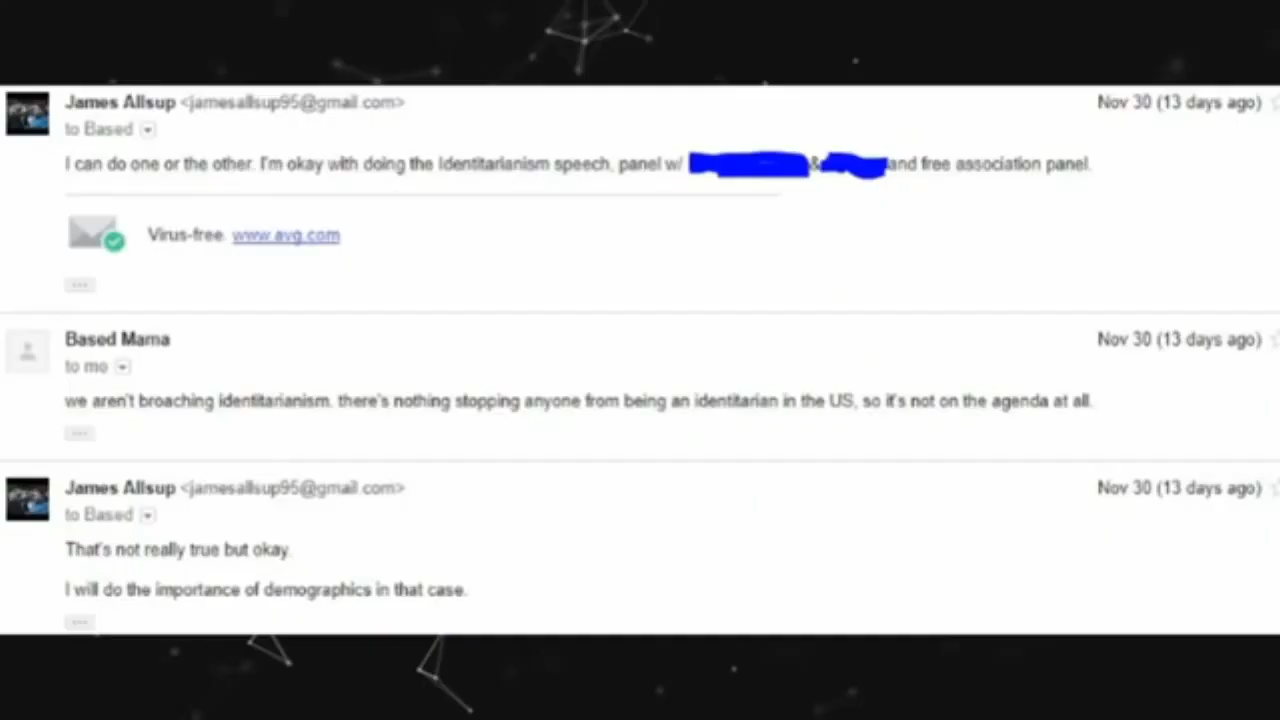 James Allsup <jamesallsup95@gmail.com>
Nov 30 (13 days ago)
to Based
I can do one or the other. I'm okay with doing the Identitarianism speech, panel w/ & and free association panel.
Virus-free. www.avg.com
...
Based Mama
Nov 30 (13 days ago)
to me
we aren't broaching identitarianism. there's nothing stopping anyone from being an identitarian in the US, so it's not on the agenda at all.
...
James Allsup <jamesallsup95@gmail.com>
Nov 30 (13 days ago)
to Based
That's not really true but okay.
I will do the importance of demographics in that case.
...